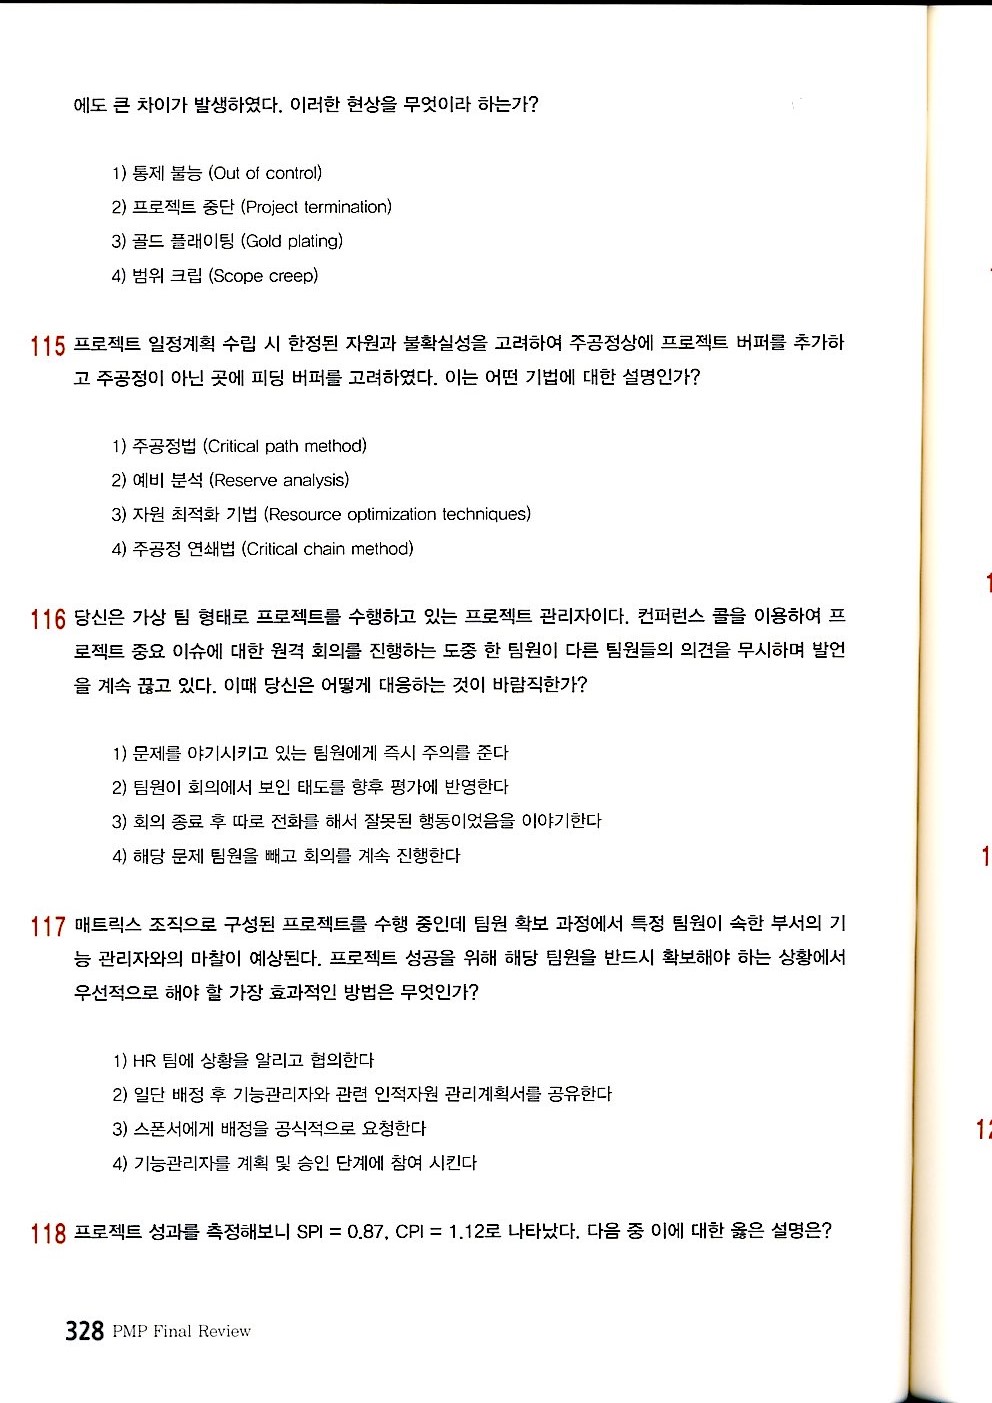 에도 큰 차이가 발생하였다. 이러한 현상을 무엇이라 하는가?
1) 통제 불능 (Out of control)
2) 프로젝트 중단 (Project termination)
3) 골드 플래이팅 (Gold plating)
4) 범위 크립 (Scope creep)
115 프로젝트 일정계획 수립 시 한정된 자원과 불확실성을 고려하여 주공정상에 프로젝트 버퍼를 추가하
고 주공정이 아닌 곳에 피딩 버퍼를 고려하였다. 이는 어떤 기법에 대한 설명인가?
1) 주공정법 (Critical path method)
2) 예비 분석 (Reserve analysis)
3) 자원 최적화 기법 (Resource optimization techniques)
4) 주공정 연쇄법 (Critical chain method)
116 당신은 가상 팀 형태로 프로젝트를 수행하고 있는 프로젝트 관리자이다. 컨퍼런스 콜을 이용하여 프
로젝트 중요 이슈에 대한 원격 회의를 진행하는 도중 한 팀원이 다른 팀원들의 의견을 무시하며 발언
을 계속 끊고 있다. 이때 당신은 어떻게 대응하는 것이 바람직한가?
1) 문제를 야기시키고 있는 팀원에게 즉시 주의를 준다
2) 팀원이 회의에서 보인 태도를 향후 평가에 반영한다
3) 회의 종료 후 따로 전화를 해서 잘못된 행동이었음을 이야기한다
4) 해당 문제 팀원을 빼고 회의를 계속 진행한다
117 매트릭스 조직으로 구성된 프로젝트를 수행 중인데 팀원 확보 과정에서 특정 팀원이 속한 부서의 기
능 관리자와의 마찰이 예상된다. 프로젝트 성공을 위해 해당 팀원을 반드시 확보해야 하는 상황에서
우선적으로 해야 할 가장 효과적인 방법은 무엇인가?
1) HR 팀에 상황을 알리고 협의한다
2) 일단 배정 후 기능관리자와 관련 인적자원 관리계획서를 공유한다
3) 스폰서에게 배정을 공식적으로 요청한다
4) 기능관리자를 계획 및 승인 단계에 참여 시킨다
118 프로젝트 성과를 측정해보니 SPI = 0.87, CPI = 1.12로 나타났다. 다음 중 이에 대한 옳은 설명은?
328 PMP Final Review